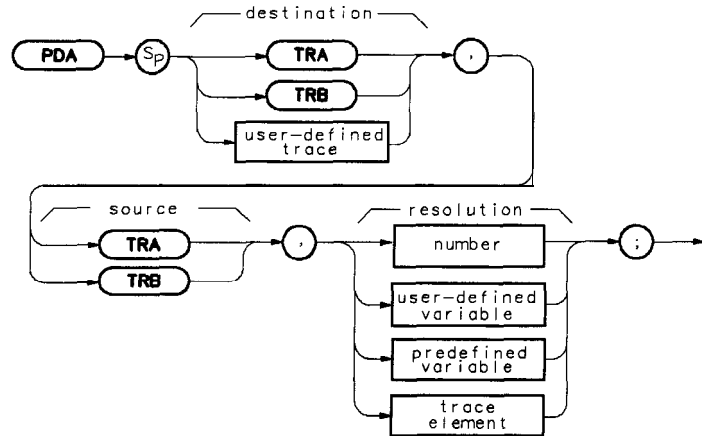 destination
PDA SP TRA ,
TRB
user-defined
trace
source
resolution
TRA , number ;
TRB
user-defined
variable
predefined
variable
trace
element